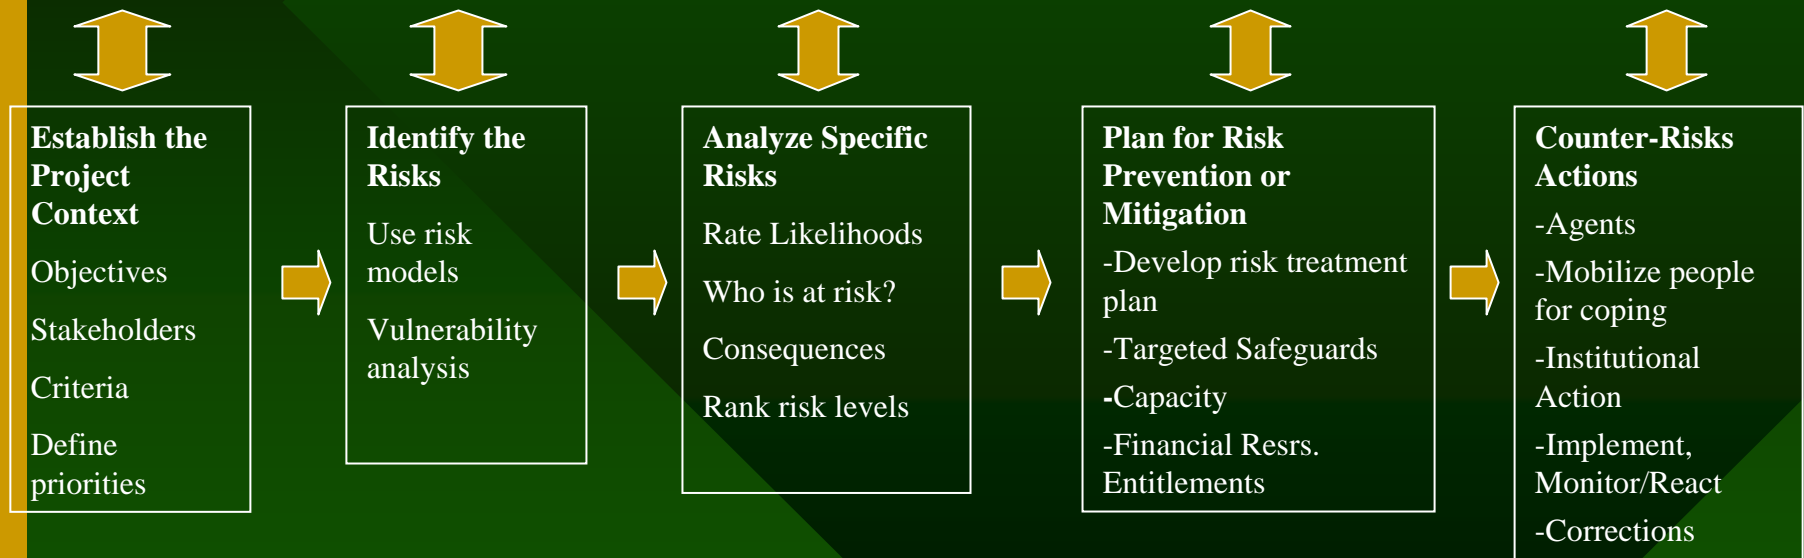 Establish the
Project
Context
Objectives
Stakeholders
Criteria
Define
priorities
Identify the
Risks
Use risk
models
Vulnerability
analysis
Analyze Specific
Risks
Rate Likelihoods
Who is at risk?
Consequences
Rank risk levels
Plan for Risk
Prevention or
Mitigation
-Develop risk treatment
plan
-Targeted Safeguards
-Capacity
-Financial Resrs.
Entitlements
Counter-Risks
Actions
-Agents
-Mobilize people
for coping
-Institutional
Action
-Implement,
Monitor/React
-Corrections